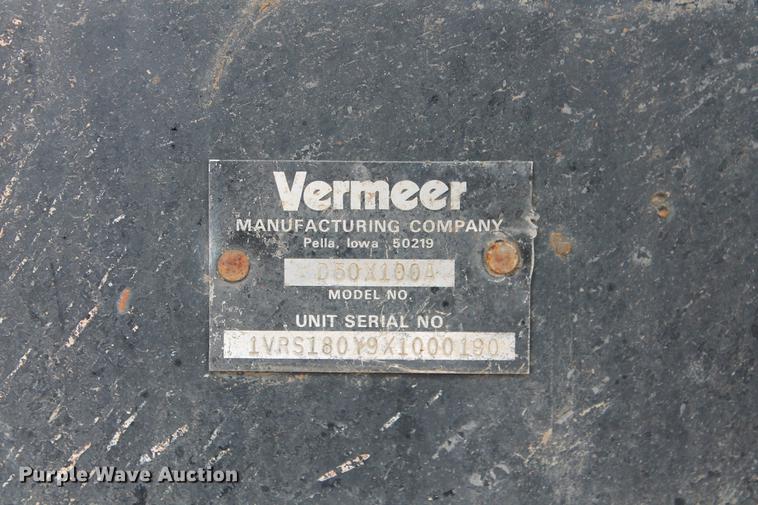 Vermeer
MANUFACTURING COMPANY
Pella, Iowa 50219
D50X100A
MODEL NO.
UNIT SERIAL NO.
1VRS180Y9X1000190
Purple Wave Auction